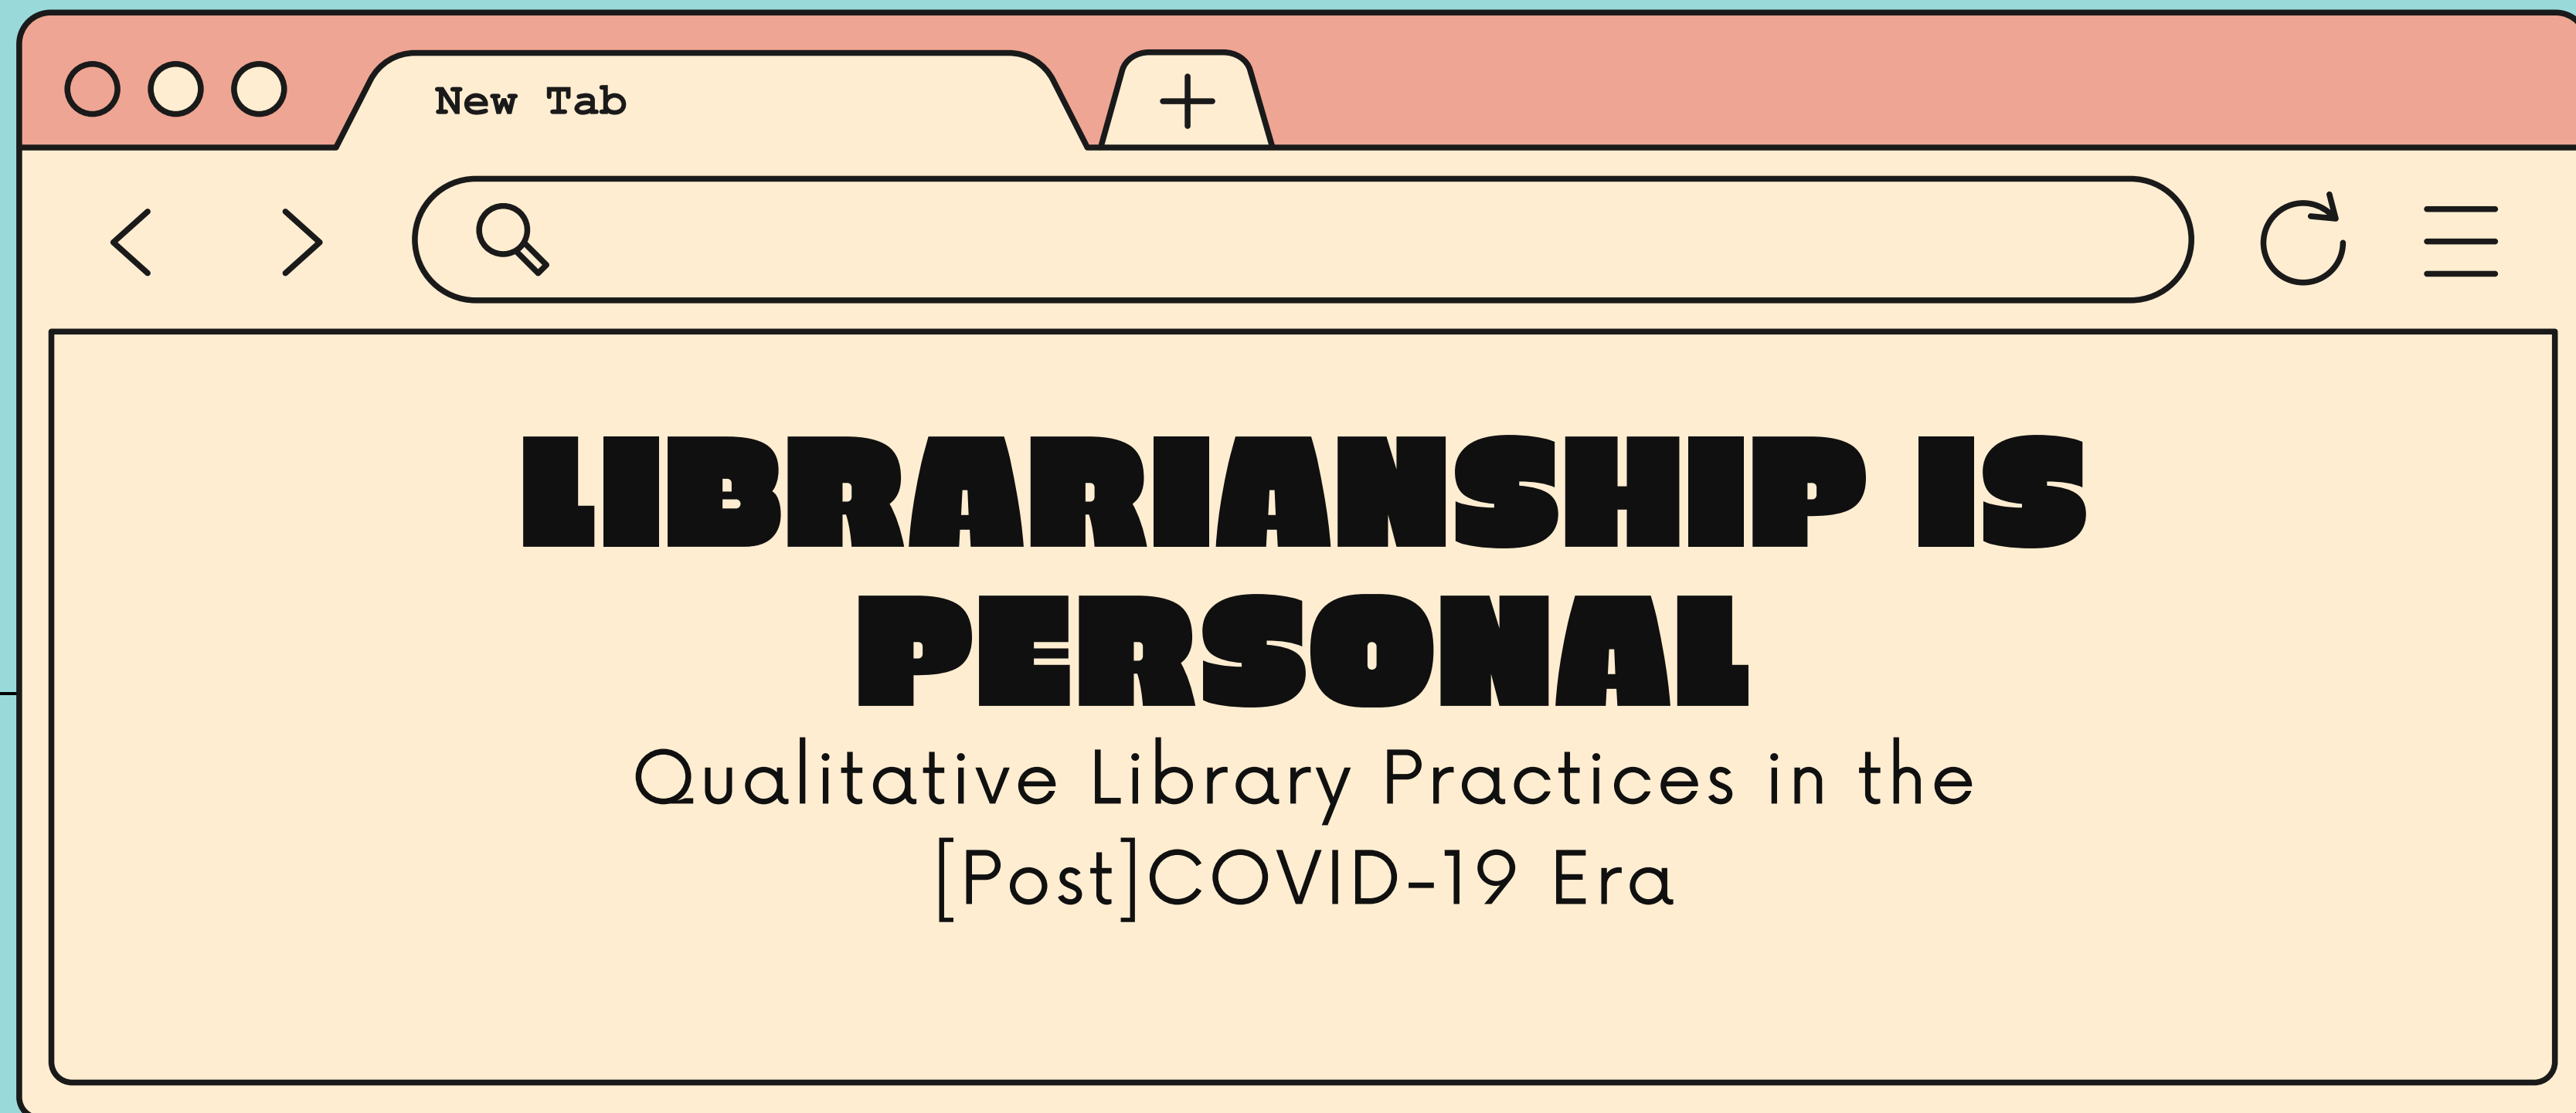 New Tab
LIBRARIANSHIP IS
PERSONAL
Qualitative Library Practices in the
[Post]COVID-19 Era